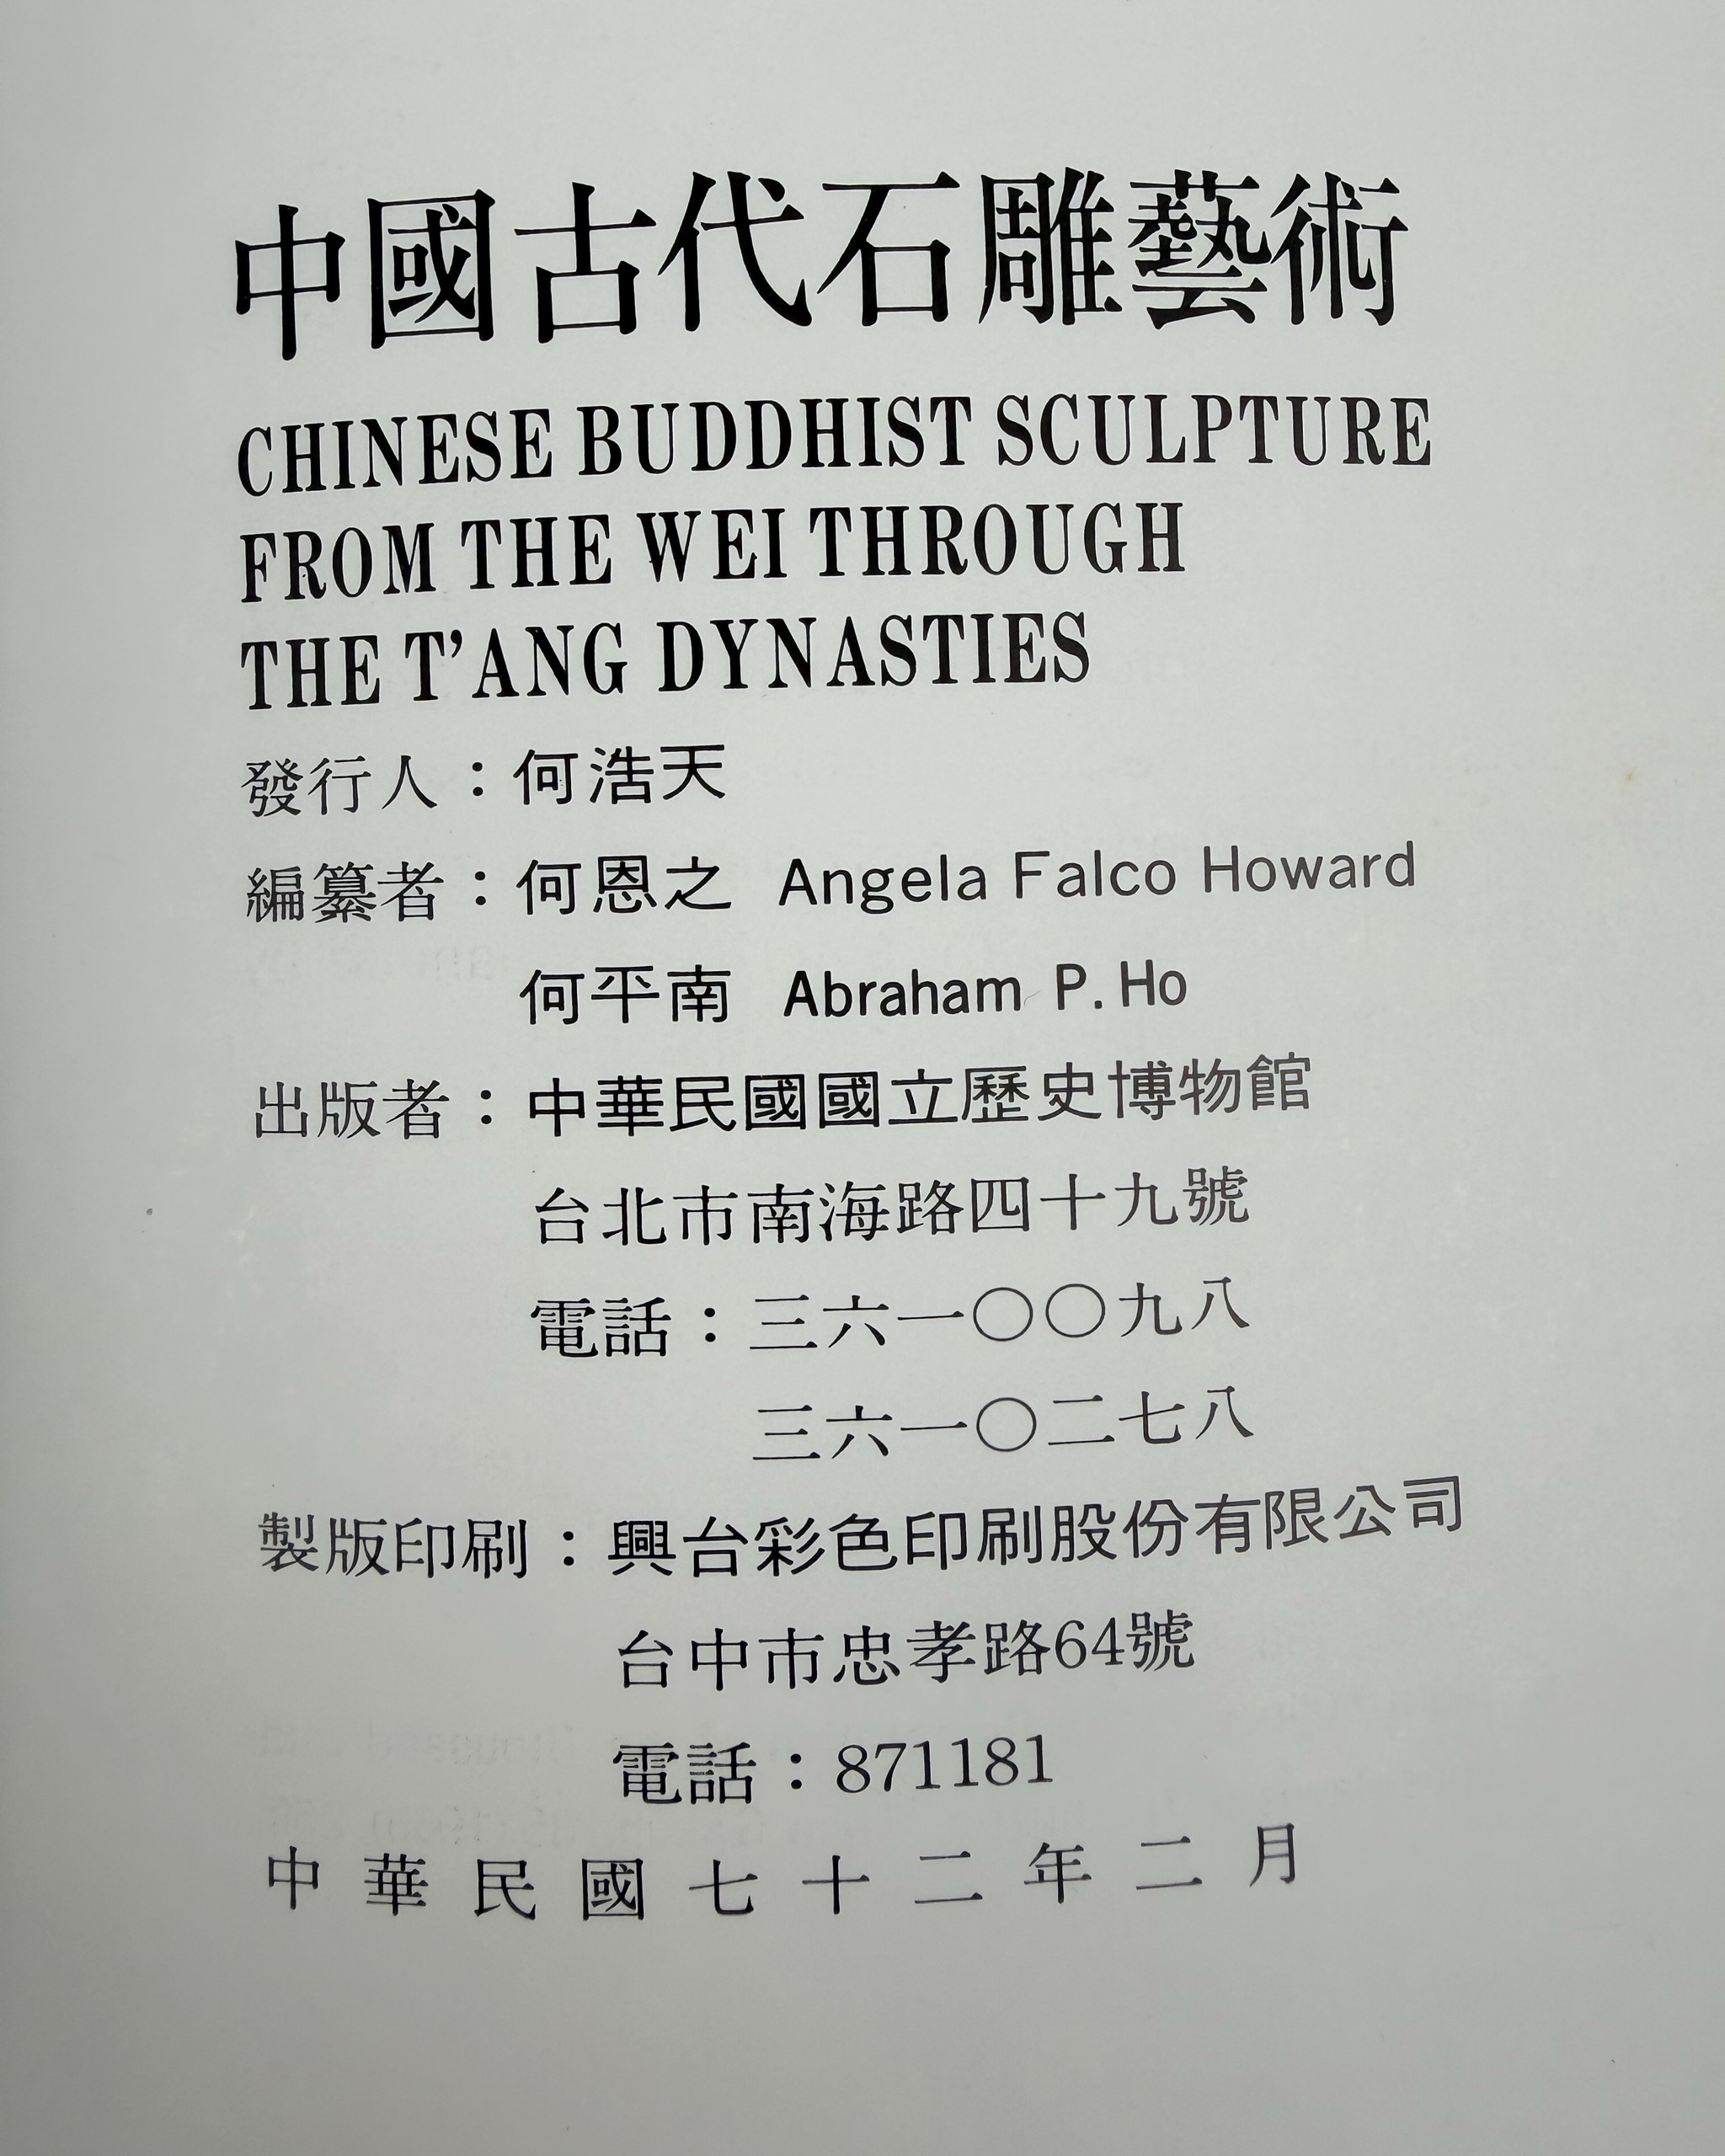 中國古代石雕藝術
CHINESE BUDDHIST SCULPTURE
FROM THE WEI THROUGH
THE T’ANG DYNASTIES
發行人：何浩天
編纂者：何恩之 Angela Falco Howard
何平南 Abraham P. Ho
出版者：中華民國國立歷史博物館
台北市南海路四十九號
電話：三六一〇〇九八
三六一〇二七八
製版印刷：興台彩色印刷股份有限公司
台中市忠孝路64號
電話：871181
中華民國七十二年二月